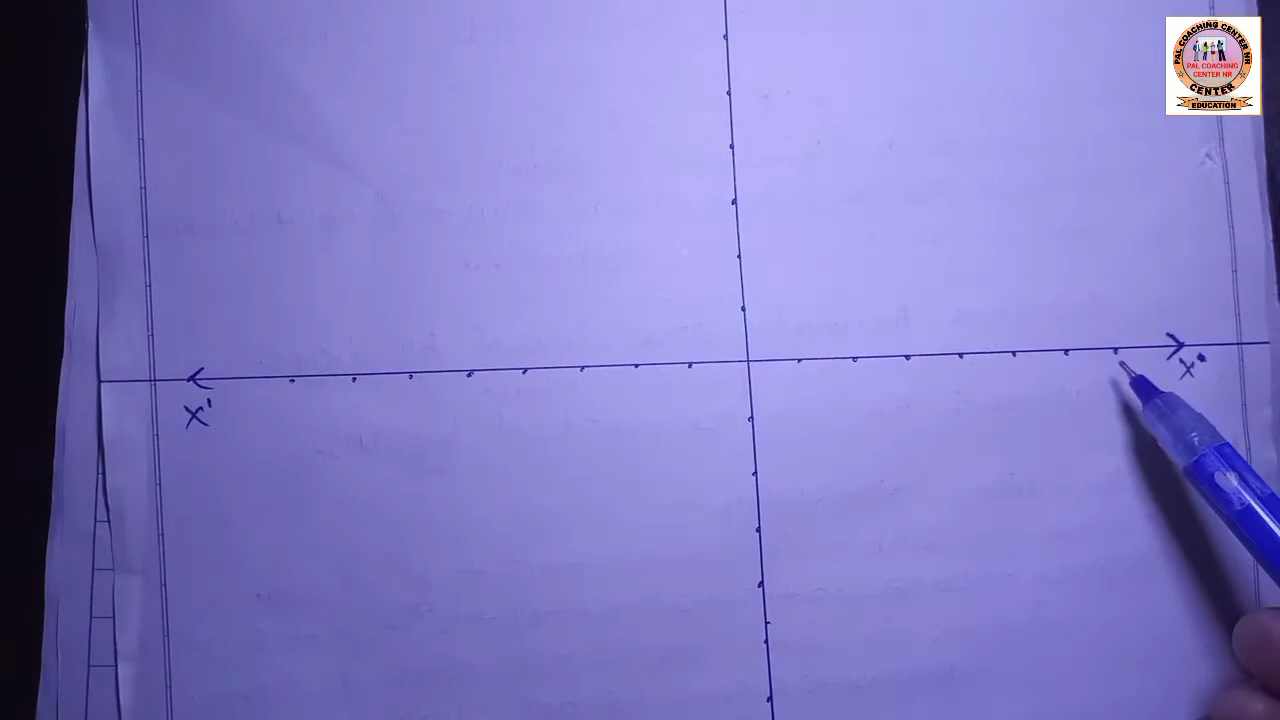 PAL COACHING CENTER NR
PAL COACHING
CENTER NR
CENTER
EDUCATION
X'
X